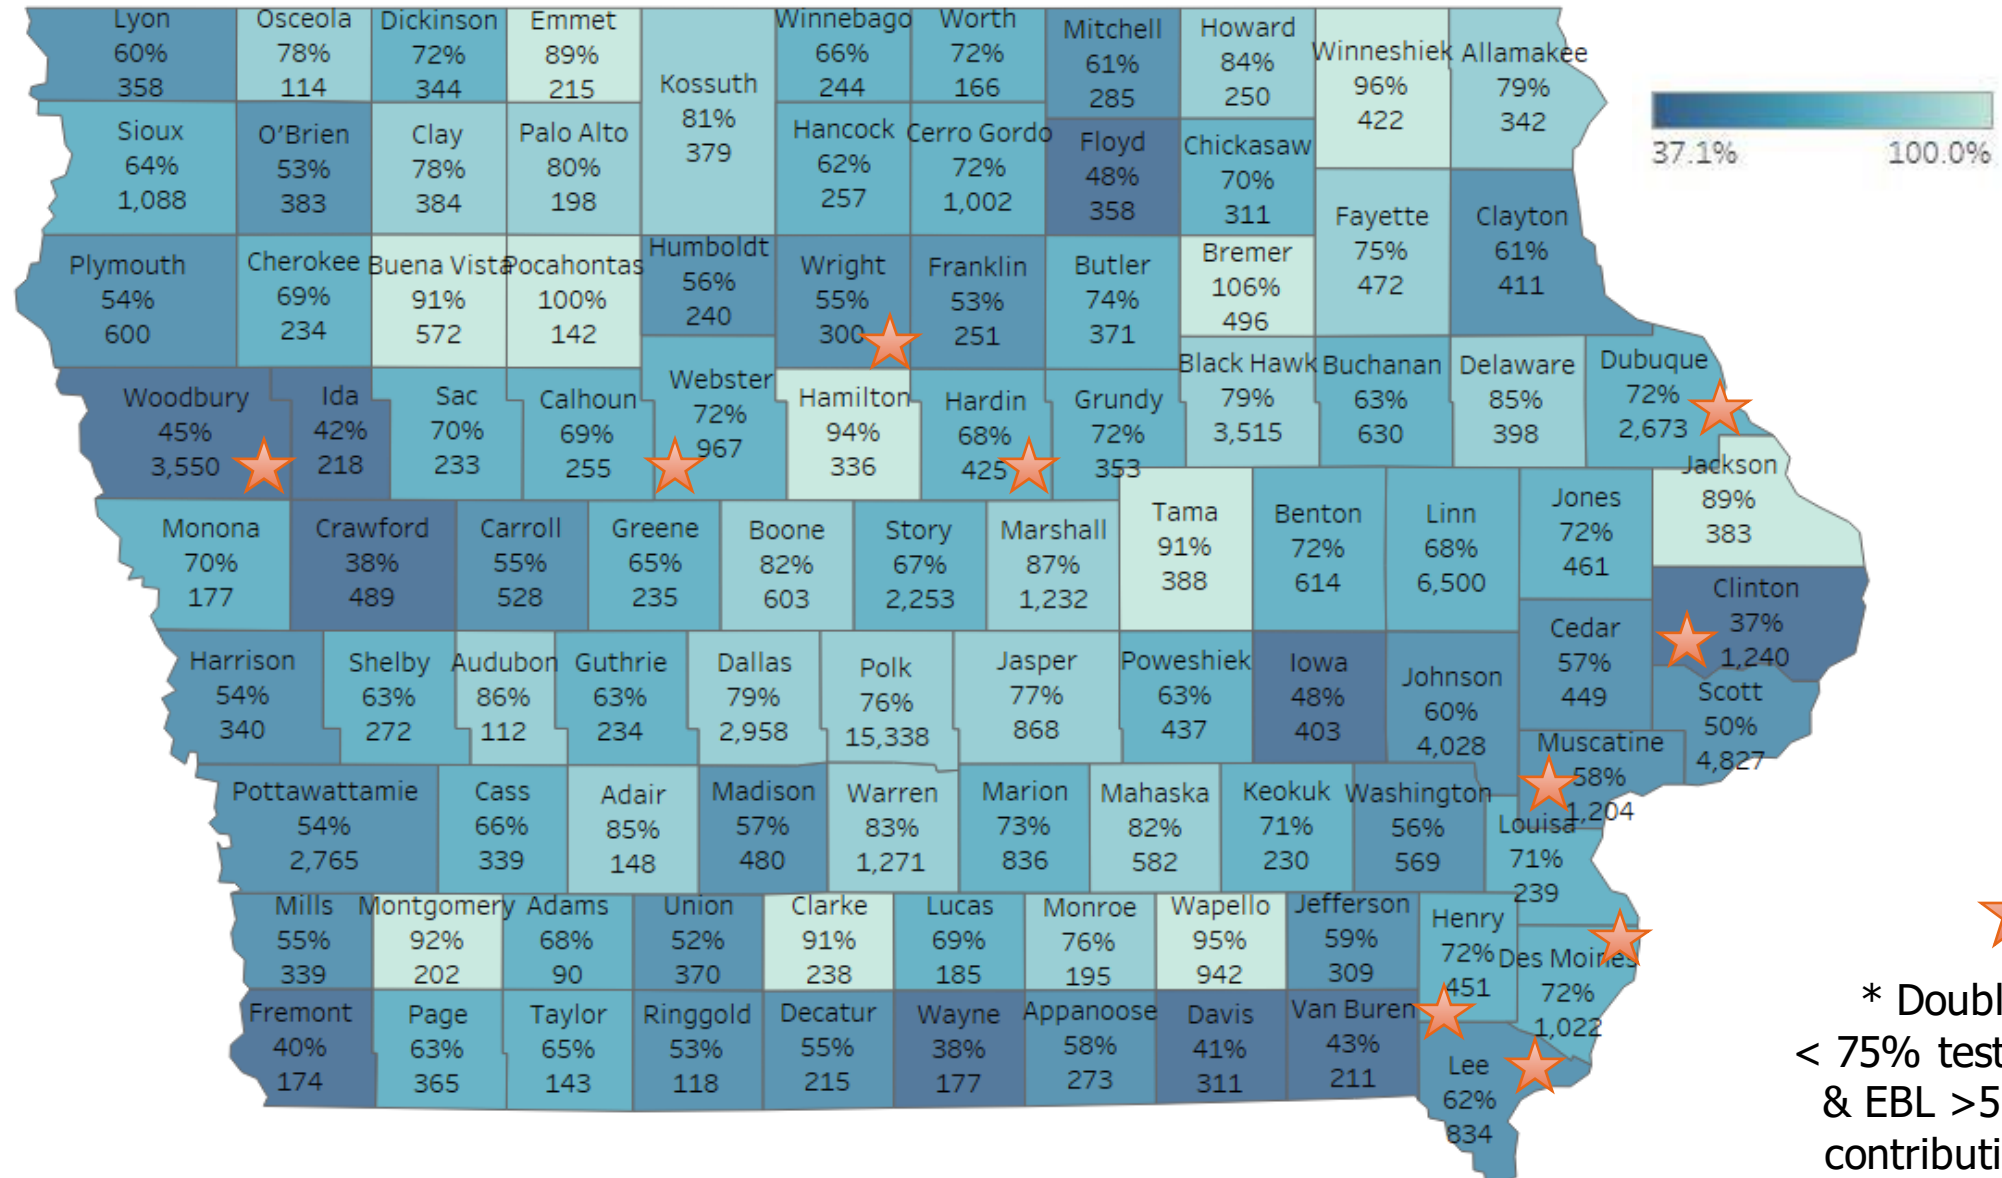 Lyon
60%
358
Osceola
78%
114
Dickinson
72%
344
Emmet
89%
215
Kossuth
81%
379
Winnebago
66%
244
Worth
72%
166
Mitchell
61%
285
Howard
84%
250
Winneshiek
96%
422
Allamakee
79%
342
37.1%
100.0%
Sioux
64%
1,088
O'Brien
53%
383
Clay
78%
384
Palo Alto
80%
198
Hancock
62%
257
Cerro Gordo
72%
1,002
Floyd
48%
358
Chickasaw
70%
311
Fayette
75%
472
Clayton
61%
411
Plymouth
54%
600
Cherokee
69%
234
Buena Vista
91%
572
Pocahontas
100%
142
Humboldt
56%
240
Wright
55%
300
Franklin
53%
251
Butler
74%
371
Bremer
106%
496
Woodbury
45%
3,550
Ida
42%
218
Sac
70%
233
Calhoun
69%
255
Webster
72%
967
Hamilton
94%
336
Hardin
68%
425
Grundy
72%
353
Black Hawk
79%
3,515
Buchanan
63%
630
Delaware
85%
398
Dubuque
72%
2,673
Monona
70%
177
Crawford
38%
489
Carroll
55%
528
Greene
65%
235
Boone
82%
603
Story
67%
2,253
Marshall
87%
1,232
Tama
91%
388
Benton
72%
614
Linn
68%
6,500
Jones
72%
461
Jackson
89%
383
Harrison
54%
340
Shelby
63%
272
Audubon
86%
112
Guthrie
63%
234
Dallas
79%
2,958
Polk
76%
15,338
Jasper
77%
868
Poweshiek
63%
437
Iowa
48%
403
Johnson
60%
4,028
Cedar
57%
449
Clinton
37%
1,240
Scott
50%
4,827
Muscatine
58%
1,204
Pottawattamie
54%
2,765
Cass
66%
339
Adair
85%
148
Madison
57%
480
Warren
83%
1,271
Marion
73%
836
Mahaska
82%
582
Keokuk
71%
230
Washington
56%
569
Louisa
71%
239
Mills
55%
339
Montgomery
92%
202
Adams
68%
90
Union
52%
370
Clarke
91%
238
Lucas
69%
185
Monroe
76%
195
Wapello
95%
942
Jefferson
59%
309
Henry
72%
451
Des Moines
72%
1,022
Fremont
40%
174
Page
63%
365
Taylor
65%
143
Ringgold
53%
118
Decatur
55%
215
Wayne
38%
177
Appanoose
58%
273
Davis
41%
311
Van Buren
43%
211
Lee
62%
834
* Doubl
< 75% test
& EBL >5
contributi